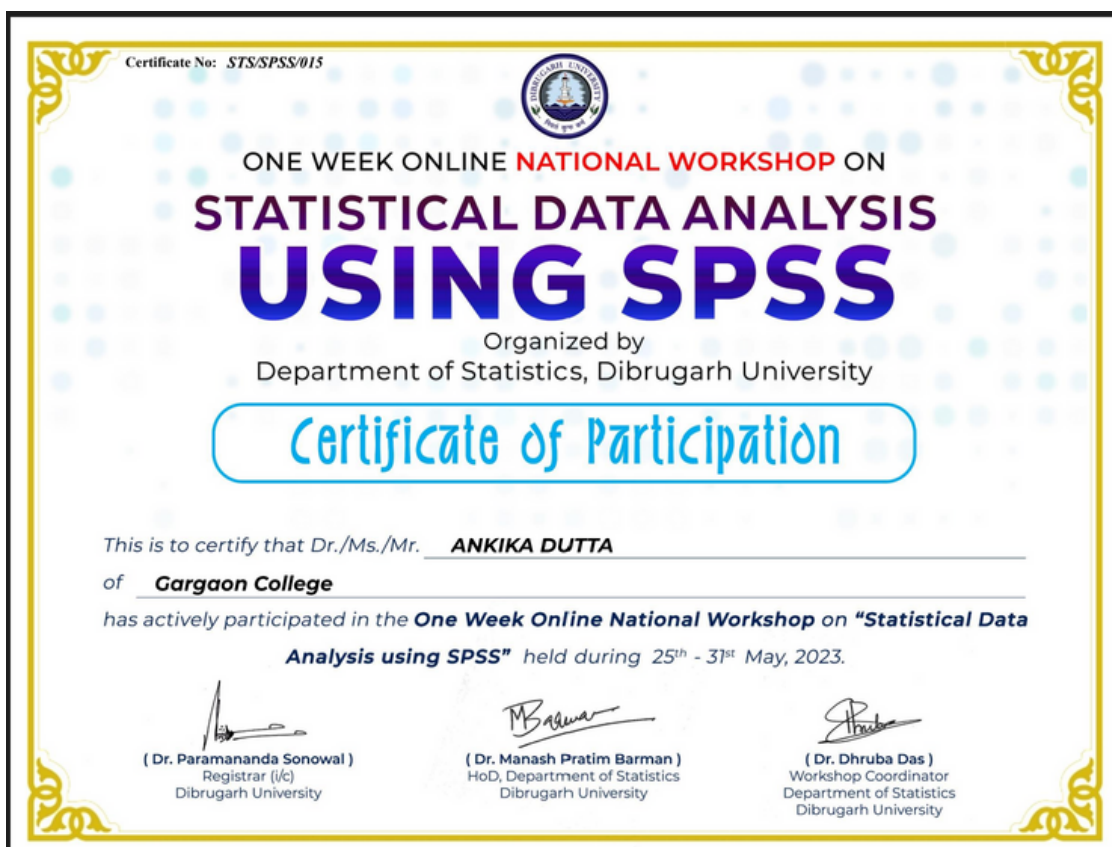 Certificate No: STS/SPSS/015
DIBRUGARH UNIVERSITY
ONE WEEK ONLINE NATIONAL WORKSHOP ON
STATISTICAL DATA ANALYSIS
USING SPSS
Organized by
Department of Statistics, Dibrugarh University
Certificate of Participation
This is to certify that Dr./Ms./Mr. ANKIKA DUTTA
of Gargaon College
has actively participated in the One Week Online National Workshop on “Statistical Data
Analysis using SPSS” held during 25th - 31st May, 2023.
( Dr. Paramananda Sonowal )
Registrar (i/c)
Dibrugarh University
( Dr. Manash Pratim Barman )
HoD, Department of Statistics
Dibrugarh University
( Dr. Dhruba Das )
Workshop Coordinator
Department of Statistics
Dibrugarh University